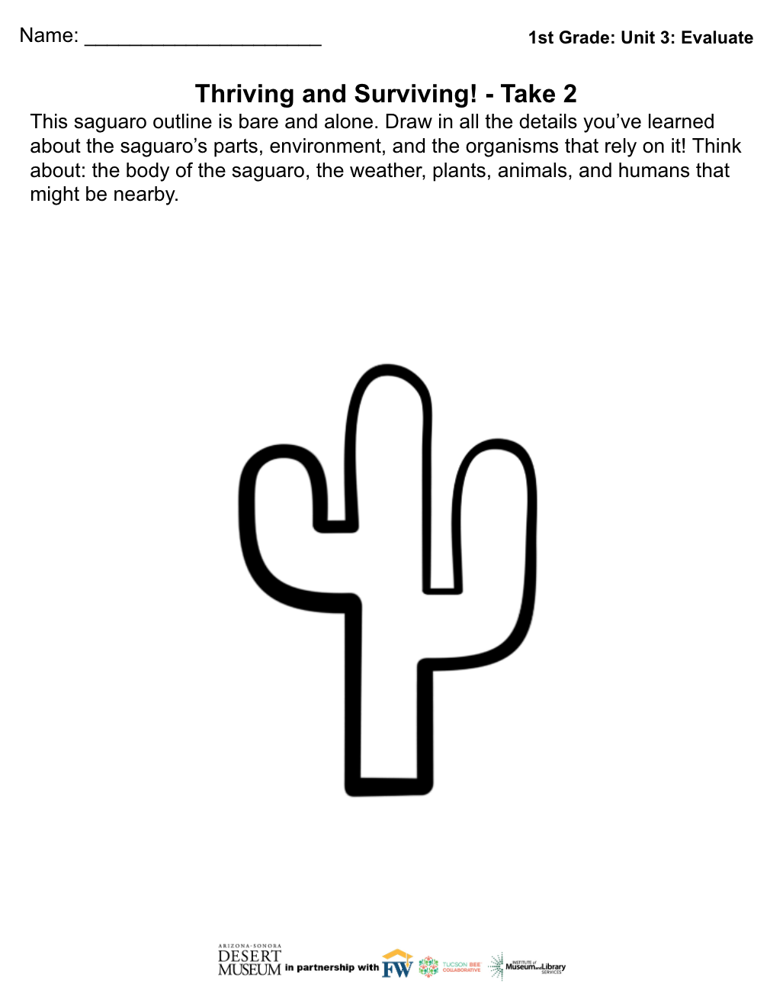 Name: ______________________
1st Grade: Unit 3: Evaluate
Thriving and Surviving! - Take 2
This saguaro outline is bare and alone. Draw in all the details you’ve learned
about the saguaro’s parts, environment, and the organisms that rely on it! Think
about: the body of the saguaro, the weather, plants, animals, and humans that
might be nearby.
ARIZONA-SONORA
DESERT
MUSEUM
in partnership with
FW
TUCSON BEE
COLLABORATIVE
INSTITUTE of
Museum and Library
SERVICES